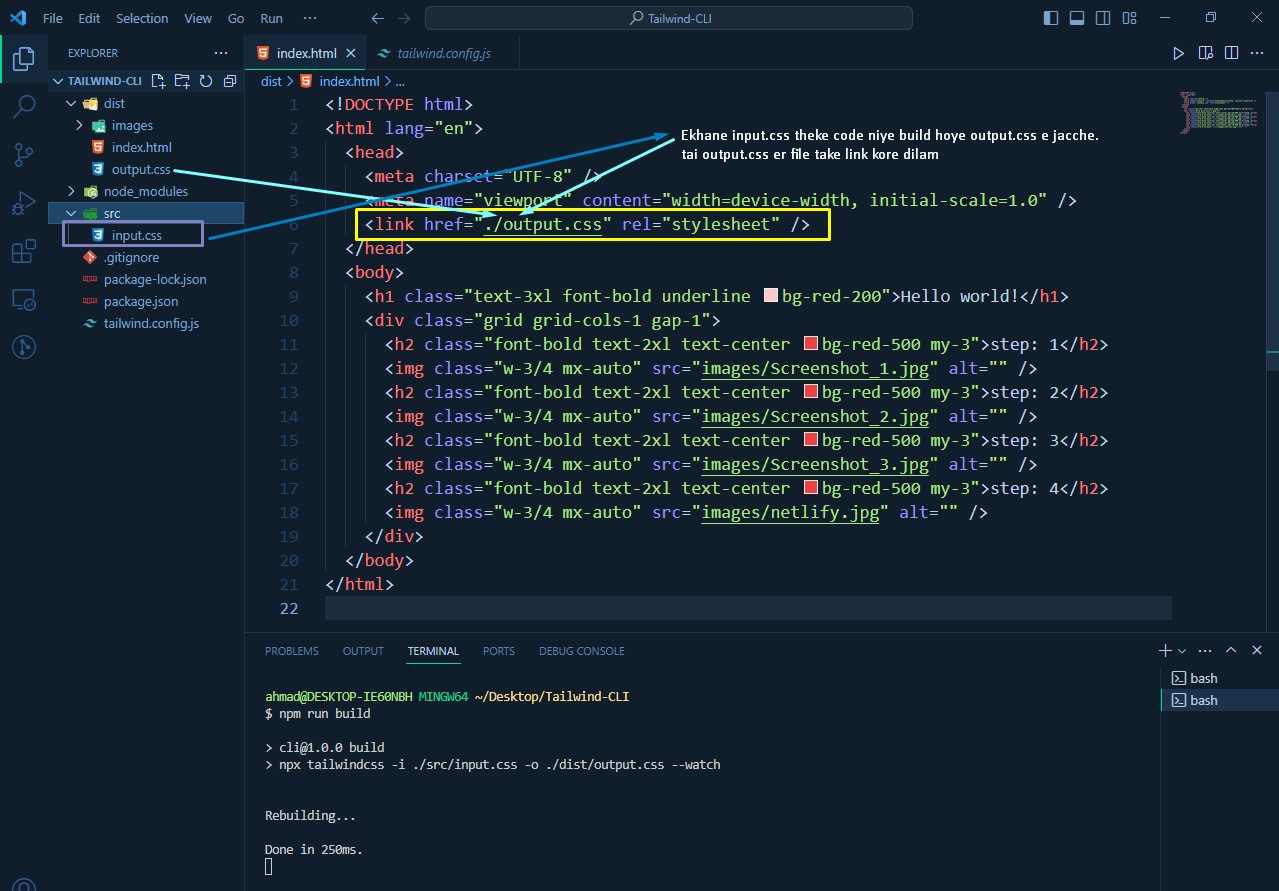 File Edit Selection View Go Run ···
Tailwind-CLI
EXPLORER ···
TAILWIND-CLI
dist
images
index.html
output.css
node_modules
src
input.css
.gitignore
package-lock.json
package.json
tailwind.config.js
index.html tailwind.config.js
dist > index.html > ...
1 <!DOCTYPE html>
2 <html lang="en">
3 <head>
4 <meta charset="UTF-8" />
5 <meta name="viewport" content="width=device-width, initial-scale=1.0" />
6 <link href="./output.css" rel="stylesheet" />
7 </head>
8 <body>
9 <h1 class="text-3xl font-bold underline bg-red-200">Hello world!</h1>
10 <div class="grid grid-cols-1 gap-1">
11 <h2 class="font-bold text-2xl text-center bg-red-500 my-3">step: 1</h2>
12 <img class="w-3/4 mx-auto" src="images/Screenshot_1.jpg" alt="" />
13 <h2 class="font-bold text-2xl text-center bg-red-500 my-3">step: 2</h2>
14 <img class="w-3/4 mx-auto" src="images/Screenshot_2.jpg" alt="" />
15 <h2 class="font-bold text-2xl text-center bg-red-500 my-3">step: 3</h2>
16 <img class="w-3/4 mx-auto" src="images/Screenshot_3.jpg" alt="" />
17 <h2 class="font-bold text-2xl text-center bg-red-500 my-3">step: 4</h2>
18 <img class="w-3/4 mx-auto" src="images/netlify.jpg" alt="" />
19 </div>
20 </body>
21 </html>
22
Ekhane input.css theke code niye build hoye output.css e jacche.
tai output.css er file take link kore dilam
PROBLEMS OUTPUT TERMINAL PORTS DEBUG CONSOLE
ahmad@DESKTOP-IE60NBH MINGW64 ~/Desktop/Tailwind-CLI
$ npm run build
> cli@1.0.0 build
> npx tailwindcss -i ./src/input.css -o ./dist/output.css --watch
Rebuilding...
Done in 250ms.
bash
bash